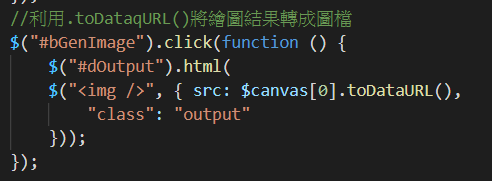 //利用.toDataqURL()將繪圖結果轉成圖檔
$("#bGenImage").click(function () {
    $("#dOutput").html(
    $("<img />", { src: $canvas[0].toDataURL(),
        "class": "output"
    }));
});